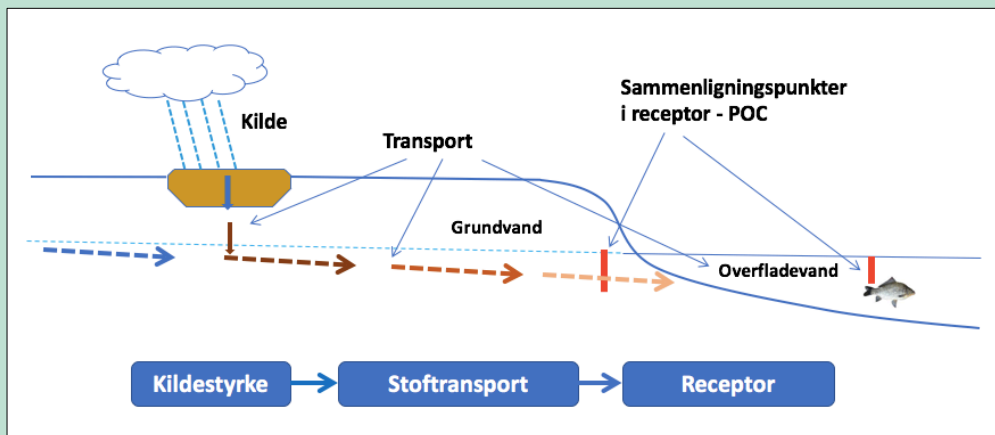 Kilde
Transport
Sammenligningspunkter
i receptor - POC
Grundvand
Overfladevand
Kildestyrke
Stoftransport
Receptor